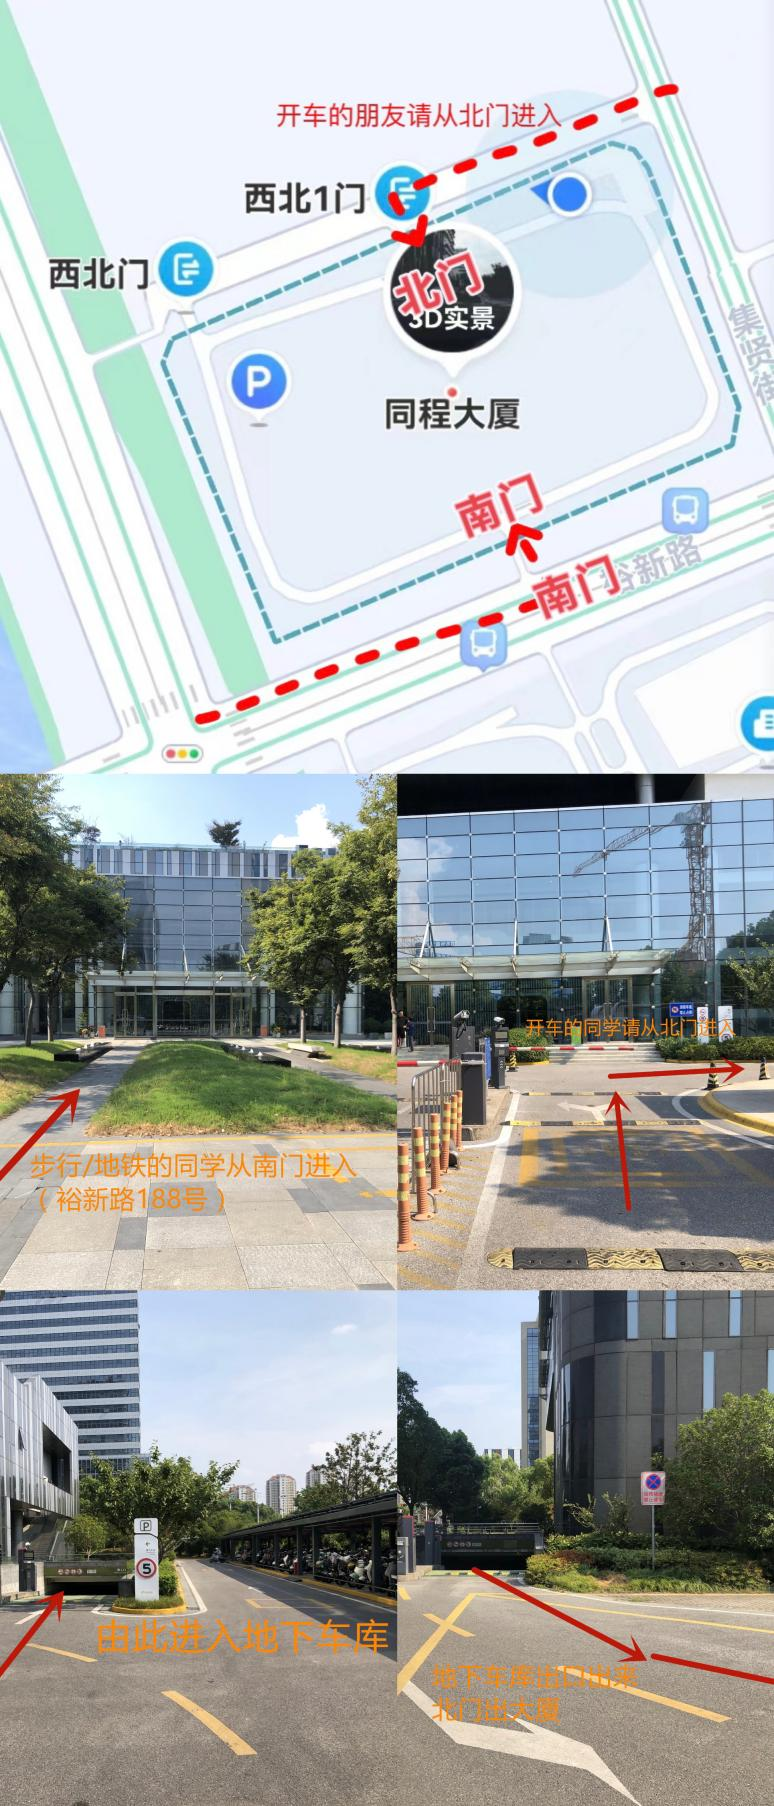 开车的朋友请从北门进入
西北1门
西北门
北门
3D实景
P
集贤街
同程大厦
南门
南门
裕新路
开车的同学请从北门进入
步行/地铁的同学从南门进入
（裕新路188号）
P
5
由此进入地下车库
地下车库出口出来
北门出大厦